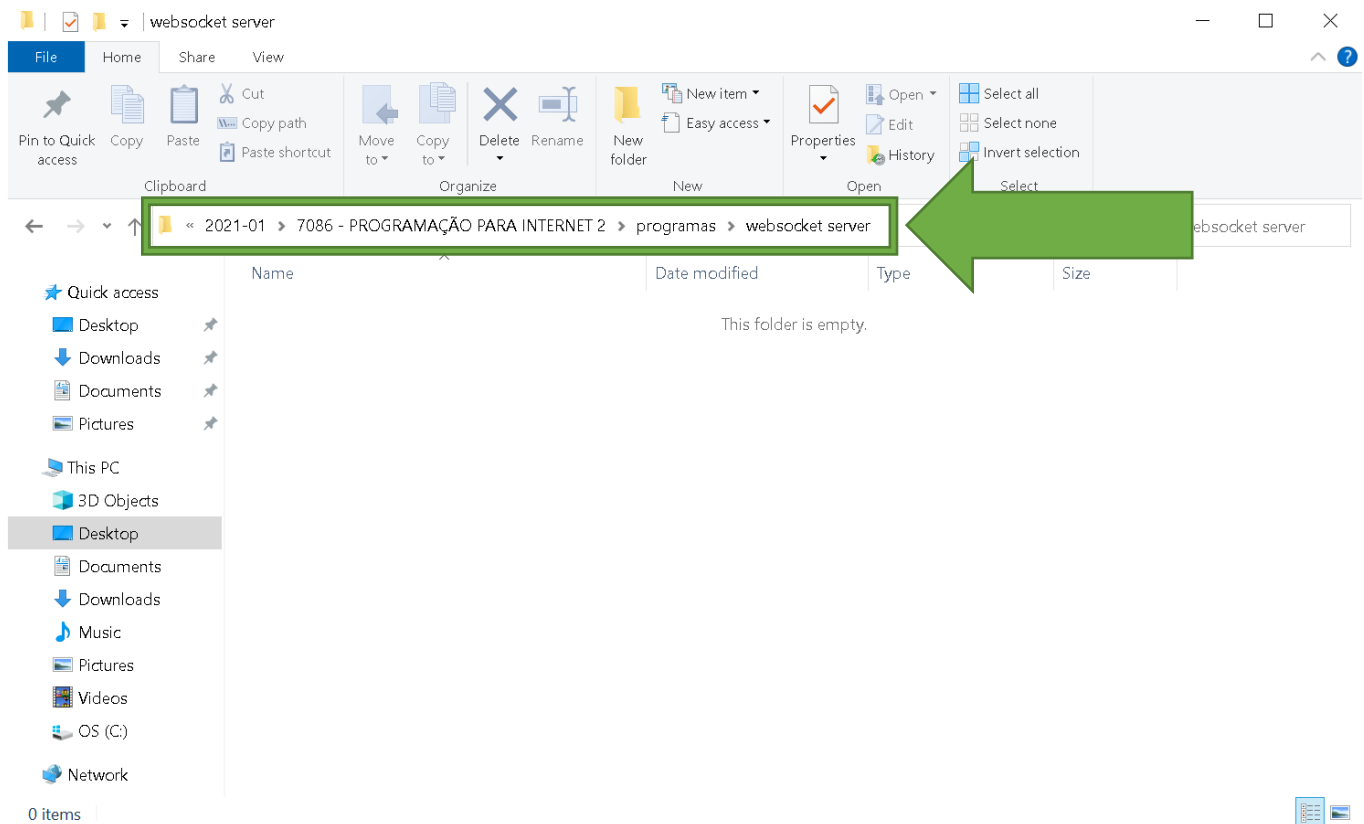 websocket server
File Home Share View
Pin to Quick access
Copy
Paste
Cut
Copy path
Paste shortcut
Move to
Copy to
Delete
Rename
New folder
New item
Easy access
Properties
Open
Edit
History
Select all
Select none
Invert selection
Clipboard Organize New Open Select
« 2021-01 > 7086 - PROGRAMAÇÃO PARA INTERNET 2 > programas > websocket server
ebsocket server
Name Date modified Type Size
This folder is empty.
Quick access
Desktop
Downloads
Documents
Pictures
This PC
3D Objects
Desktop
Documents
Downloads
Music
Pictures
Videos
OS (C:)
Network
0 items